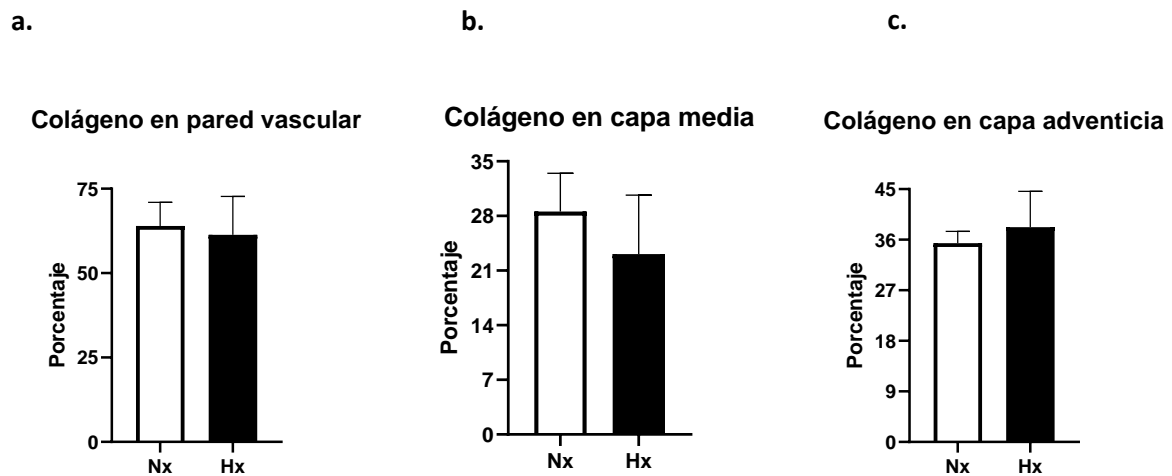 a.
b.
c.
Colágeno en pared vascular
Porcentaje
75
50
25
0
Nx Hx
Colágeno en capa media
Porcentaje
35
28
21
14
7
0
Nx Hx
Colágeno en capa adventicia
Porcentaje
45
36
27
18
9
0
Nx Hx